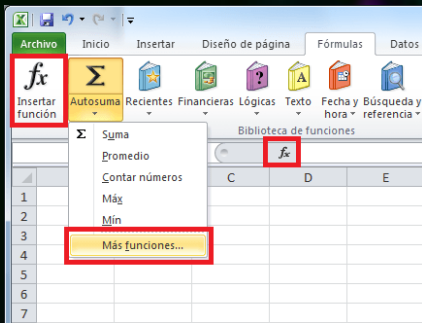 Archivo Inicio Insertar Diseño de página Fórmulas Datos
fx Insertar función
Σ Autosuma
Recientes
Financieras
Lógicas
? 
A Texto
Fecha y hora
Búsqueda y referencia
Biblioteca de funciones
Σ Suma
Promedio
Contar números
Máx
Mín
Más funciones...
fx
C D E
1
2
3
4
5
6
7